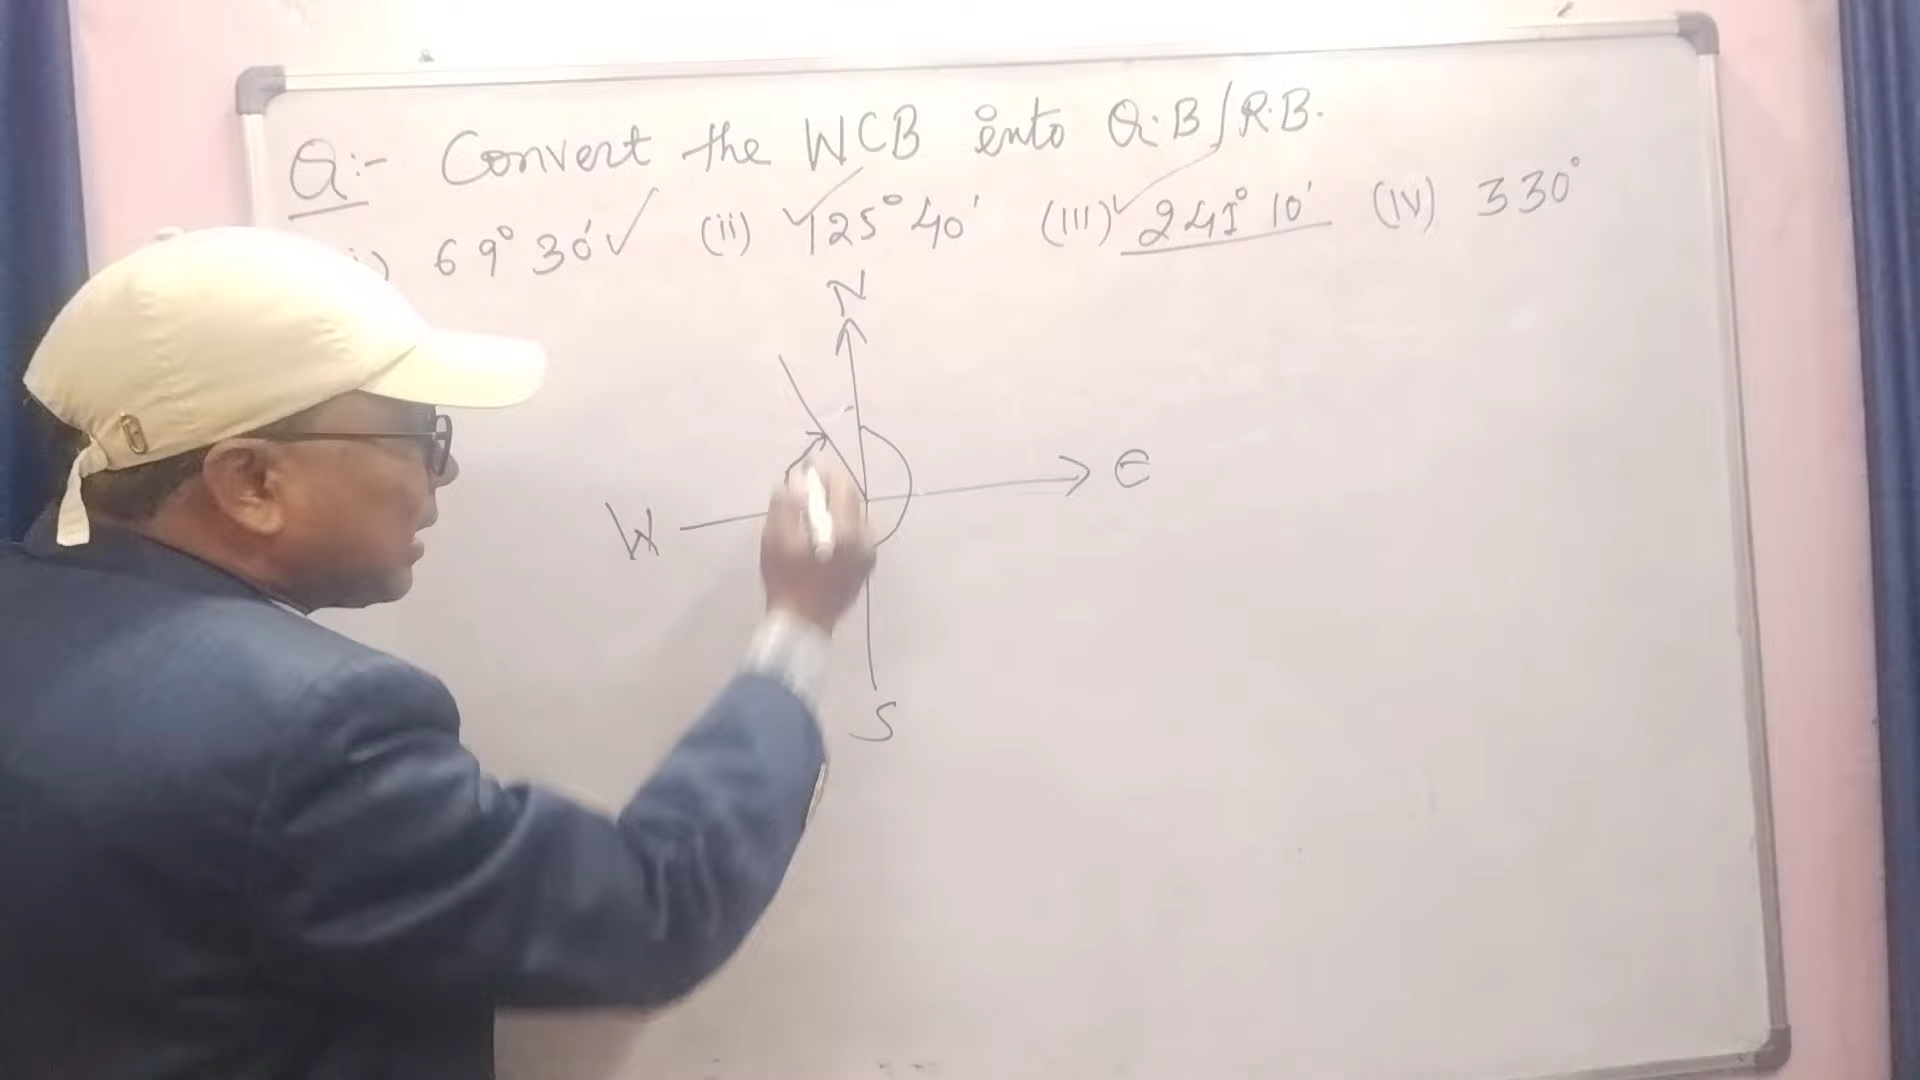 Q:- Convert the WCB into Q.B/R.B.
) 69° 30' ✓ (ii) 125° 40' (III) 241° 10' (IV) 330°
N
E
W
S